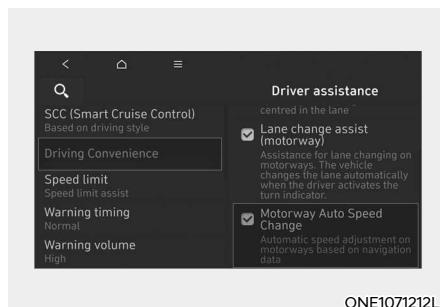 Driver assistance
SCC (Smart Cruise Control)
Based on driving style
Driving Convenience
Speed limit
Speed limit assist
Warning timing
Normal
Warning volume
High
centred in the lane
Lane change assist
(motorway)
Assistance for lane changing on
motorways. The vehicle
changes the lane automatically
when the driver activates the
turn indicator.
Motorway Auto Speed
Change
Automatic speed adjustment on
motorways based on navigation
data
ONE1071212L